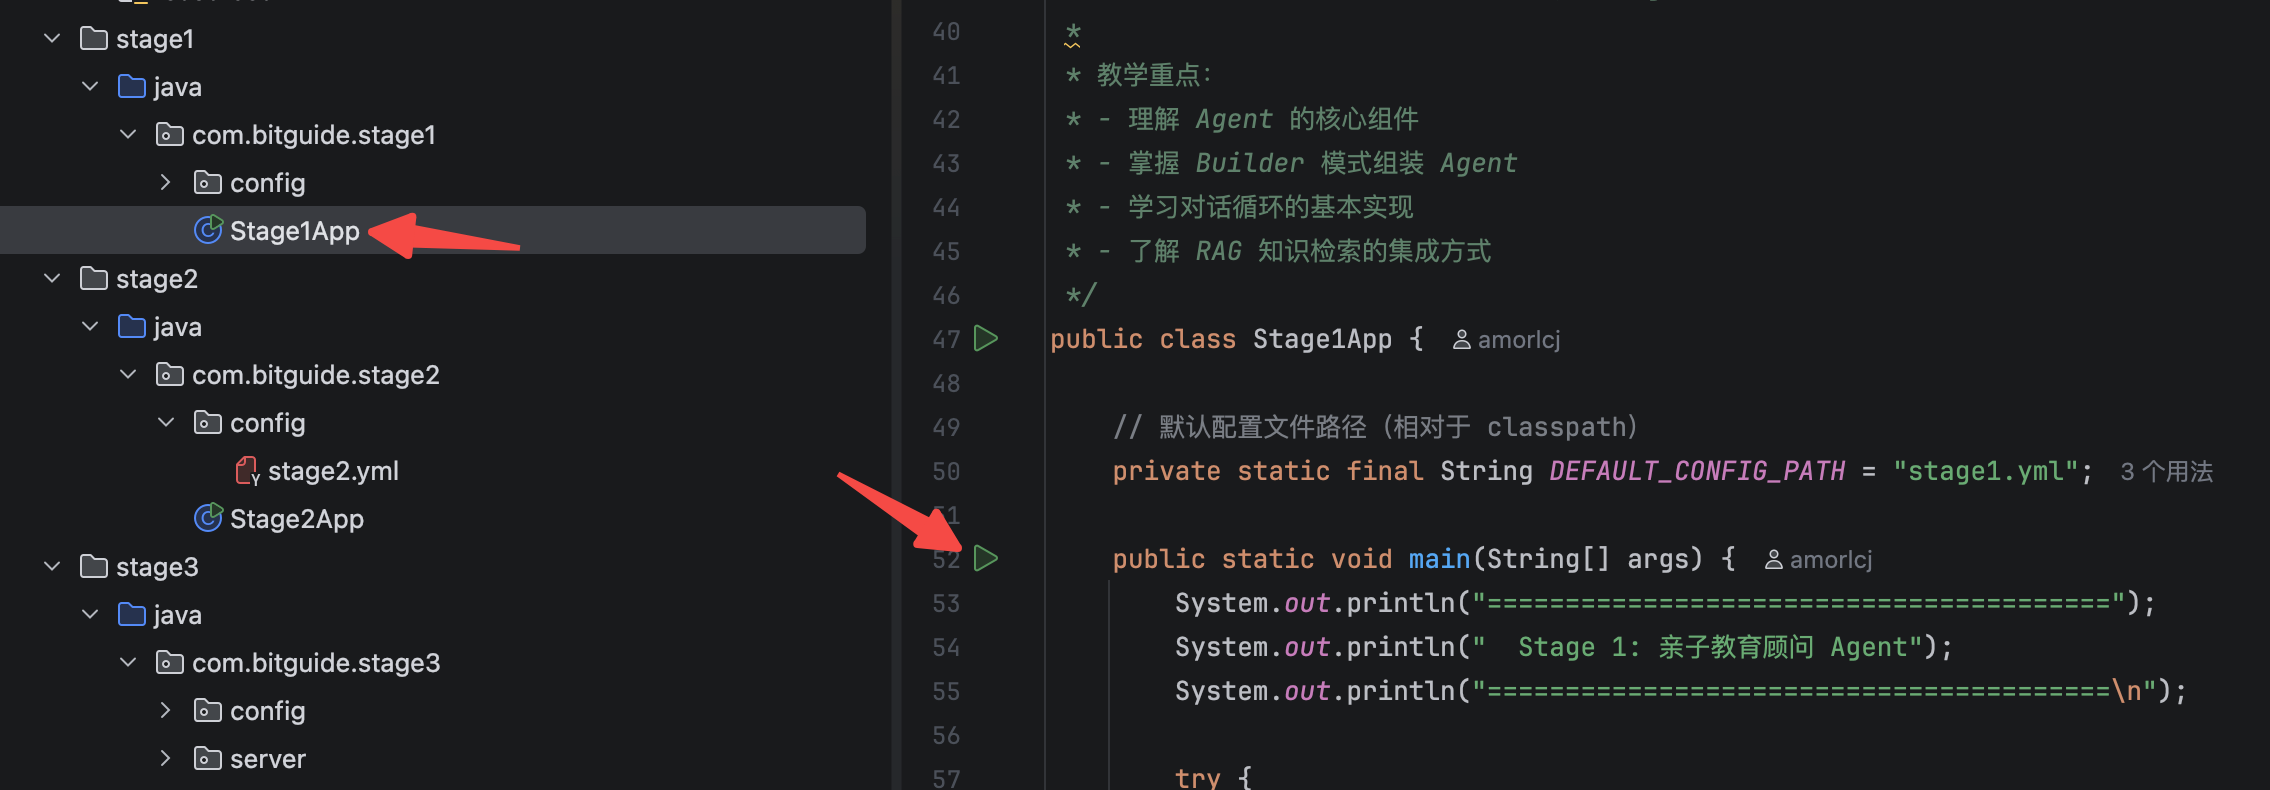 stage1
java
com.bitguide.stage1
config
Stage1App
stage2
java
com.bitguide.stage2
config
stage2.yml
Stage2App
stage3
java
com.bitguide.stage3
config
server
40 *
41 * 教学重点：
42 * - 理解 Agent 的核心组件
43 * - 掌握 Builder 模式组装 Agent
44 * - 学习对话循环的基本实现
45 * - 了解 RAG 知识检索的集成方式
46 */
47 public class Stage1App { amorlcj
48
49 // 默认配置文件路径（相对于 classpath）
50 private static final String DEFAULT_CONFIG_PATH = "stage1.yml"; 3 个用法
51
52 public static void main(String[] args) { amorlcj
53 System.out.println("========================================");
54 System.out.println("  Stage 1: 亲子教育顾问 Agent");
55 System.out.println("========================================\n");
56
57 try {